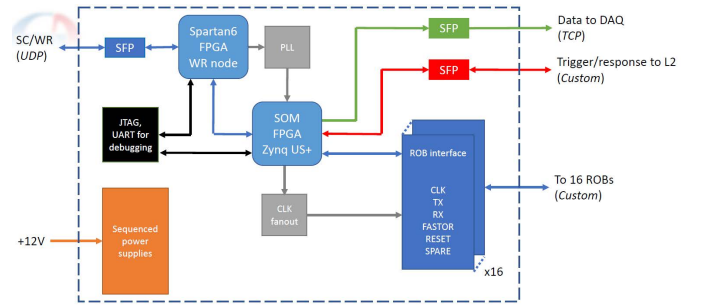 SC/WR
(UDP)
SFP
Spartan6
FPGA
WR node
PLL
SFP
Data to DAQ
(TCP)
SFP
Trigger/response to L2
(Custom)
JTAG,
UART for
debugging
SOM
FPGA
Zynq US+
ROB interface
CLK
TX
RX
FASTOR
RESET
SPARE
x16
To 16 ROBs
(Custom)
CLK
fanout
+12V
Sequenced
power
supplies